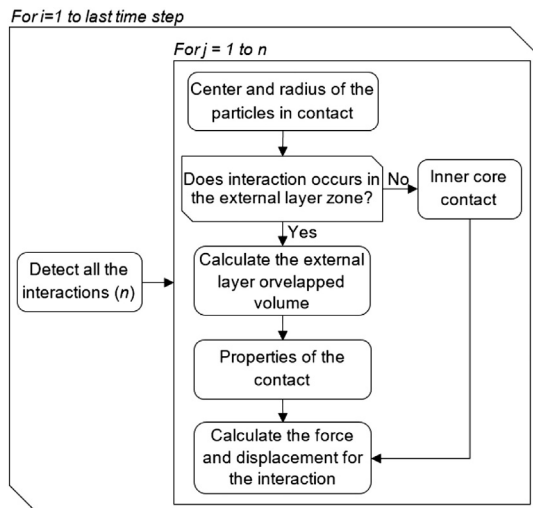 For i=1 to last time step
For j = 1 to n
Center and radius of the
particles in contact
Does interaction occurs in
the external layer zone?
No
Inner core
contact
Yes
Detect all the
interactions (n)
Calculate the external
layer orvelapped
volume
Properties of the
contact
Calculate the force
and displacement for
the interaction